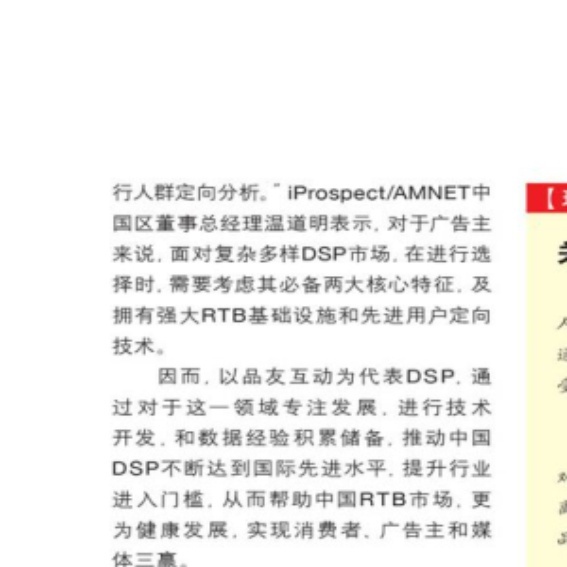 行人群定向分析。”iProspect/AMNET中
国区董事总经理温道明表示,对于广告主
来说,面对复杂多样DSP市场,在进行选
择时,需要考虑其必备两大核心特征,及
拥有强大RTB基础设施和先进用户定向
技术。
因而,以品友互动为代表DSP,通
过对于这一领域专注发展,进行技术
开发,和数据经验积累储备,推动中国
DSP不断达到国际先进水平,提升行业
进入门槛,从而帮助中国RTB市场,更
为健康发展,实现消费者、广告主和媒
体三赢。
【